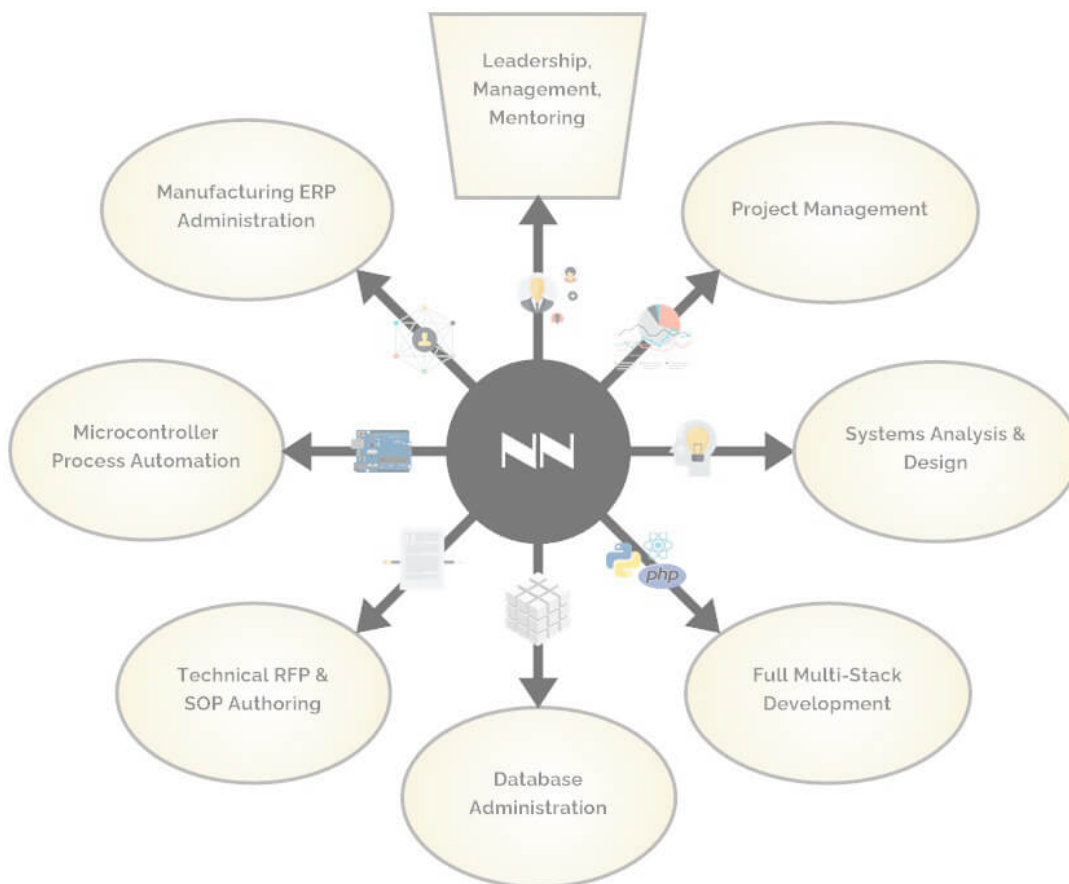 Leadership,
Management,
Mentoring
Manufacturing ERP
Administration
Project Management
Microcontroller
Process Automation
NN
Systems Analysis &
Design
php
Technical RFP &
SOP Authoring
Full Multi-Stack
Development
Database
Administration